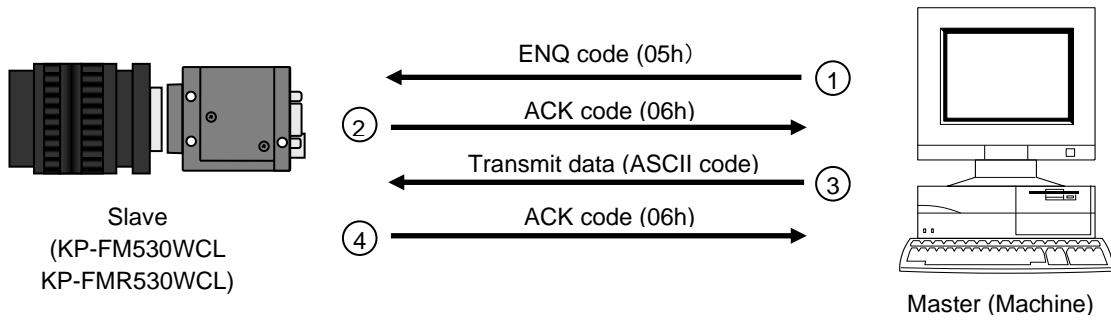 ENQ code (05h）
①
ACK code (06h)
②
Transmit data (ASCII code)
③
ACK code (06h)
④
Slave
(KP-FM530WCL
KP-FMR530WCL)
Master (Machine)